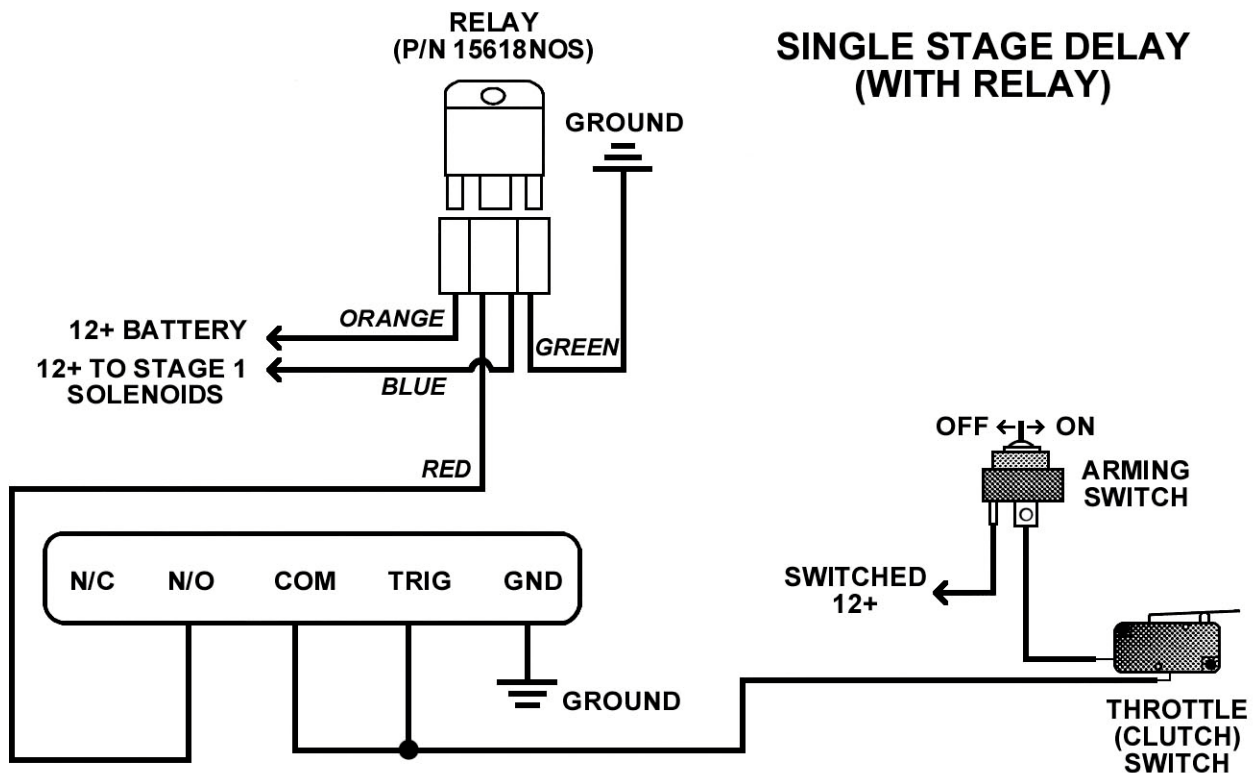 RELAY
(P/N 15618NOS)
SINGLE STAGE DELAY
(WITH RELAY)
GROUND
ORANGE
12+ BATTERY
GREEN
12+ TO STAGE 1
SOLENOIDS
BLUE
RED
OFF
ON
ARMING
SWITCH
N/C
N/O
COM
TRIG
GND
SWITCHED
12+
GROUND
THROTTLE
(CLUTCH)
SWITCH